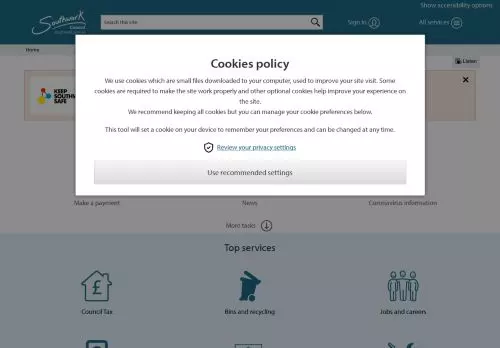 Show accessibility options
Southwark
Council
Search this site
Sign in
All services
Home
Listen
KEEP
SAFE
Cookies policy
We use cookies which are small files downloaded to your computer, used to improve your site visit. Some
cookies are required to make the site work properly and other optional cookies help improve your experience on
the site.
We recommend keeping all cookies but you can manage your cookie preferences below.
This tool will set a cookie on your device to remember your preferences and can be changed at any time.
Review your privacy settings
Use recommended settings
Make a payment
News
Coronavirus information
More tasks
Top services
Council Tax
Bins and recycling
Jobs and careers